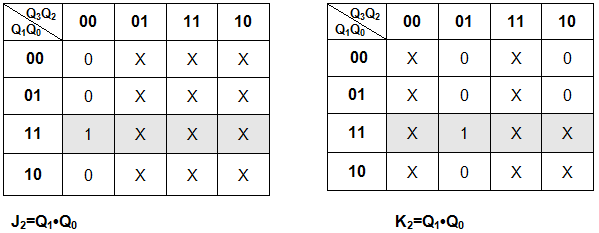 Q₃Q₂ 00 01 11 10
Q₁Q₀
00 0 X X X
01 0 X X X
11 1 X X X
10 0 X X X
J₂=Q₁•Q₀
Q₃Q₂ 00 01 11 10
Q₁Q₀
00 X 0 X 0
01 X 0 X 0
11 X 1 X X
10 X 0 X X
K₂=Q₁•Q₀